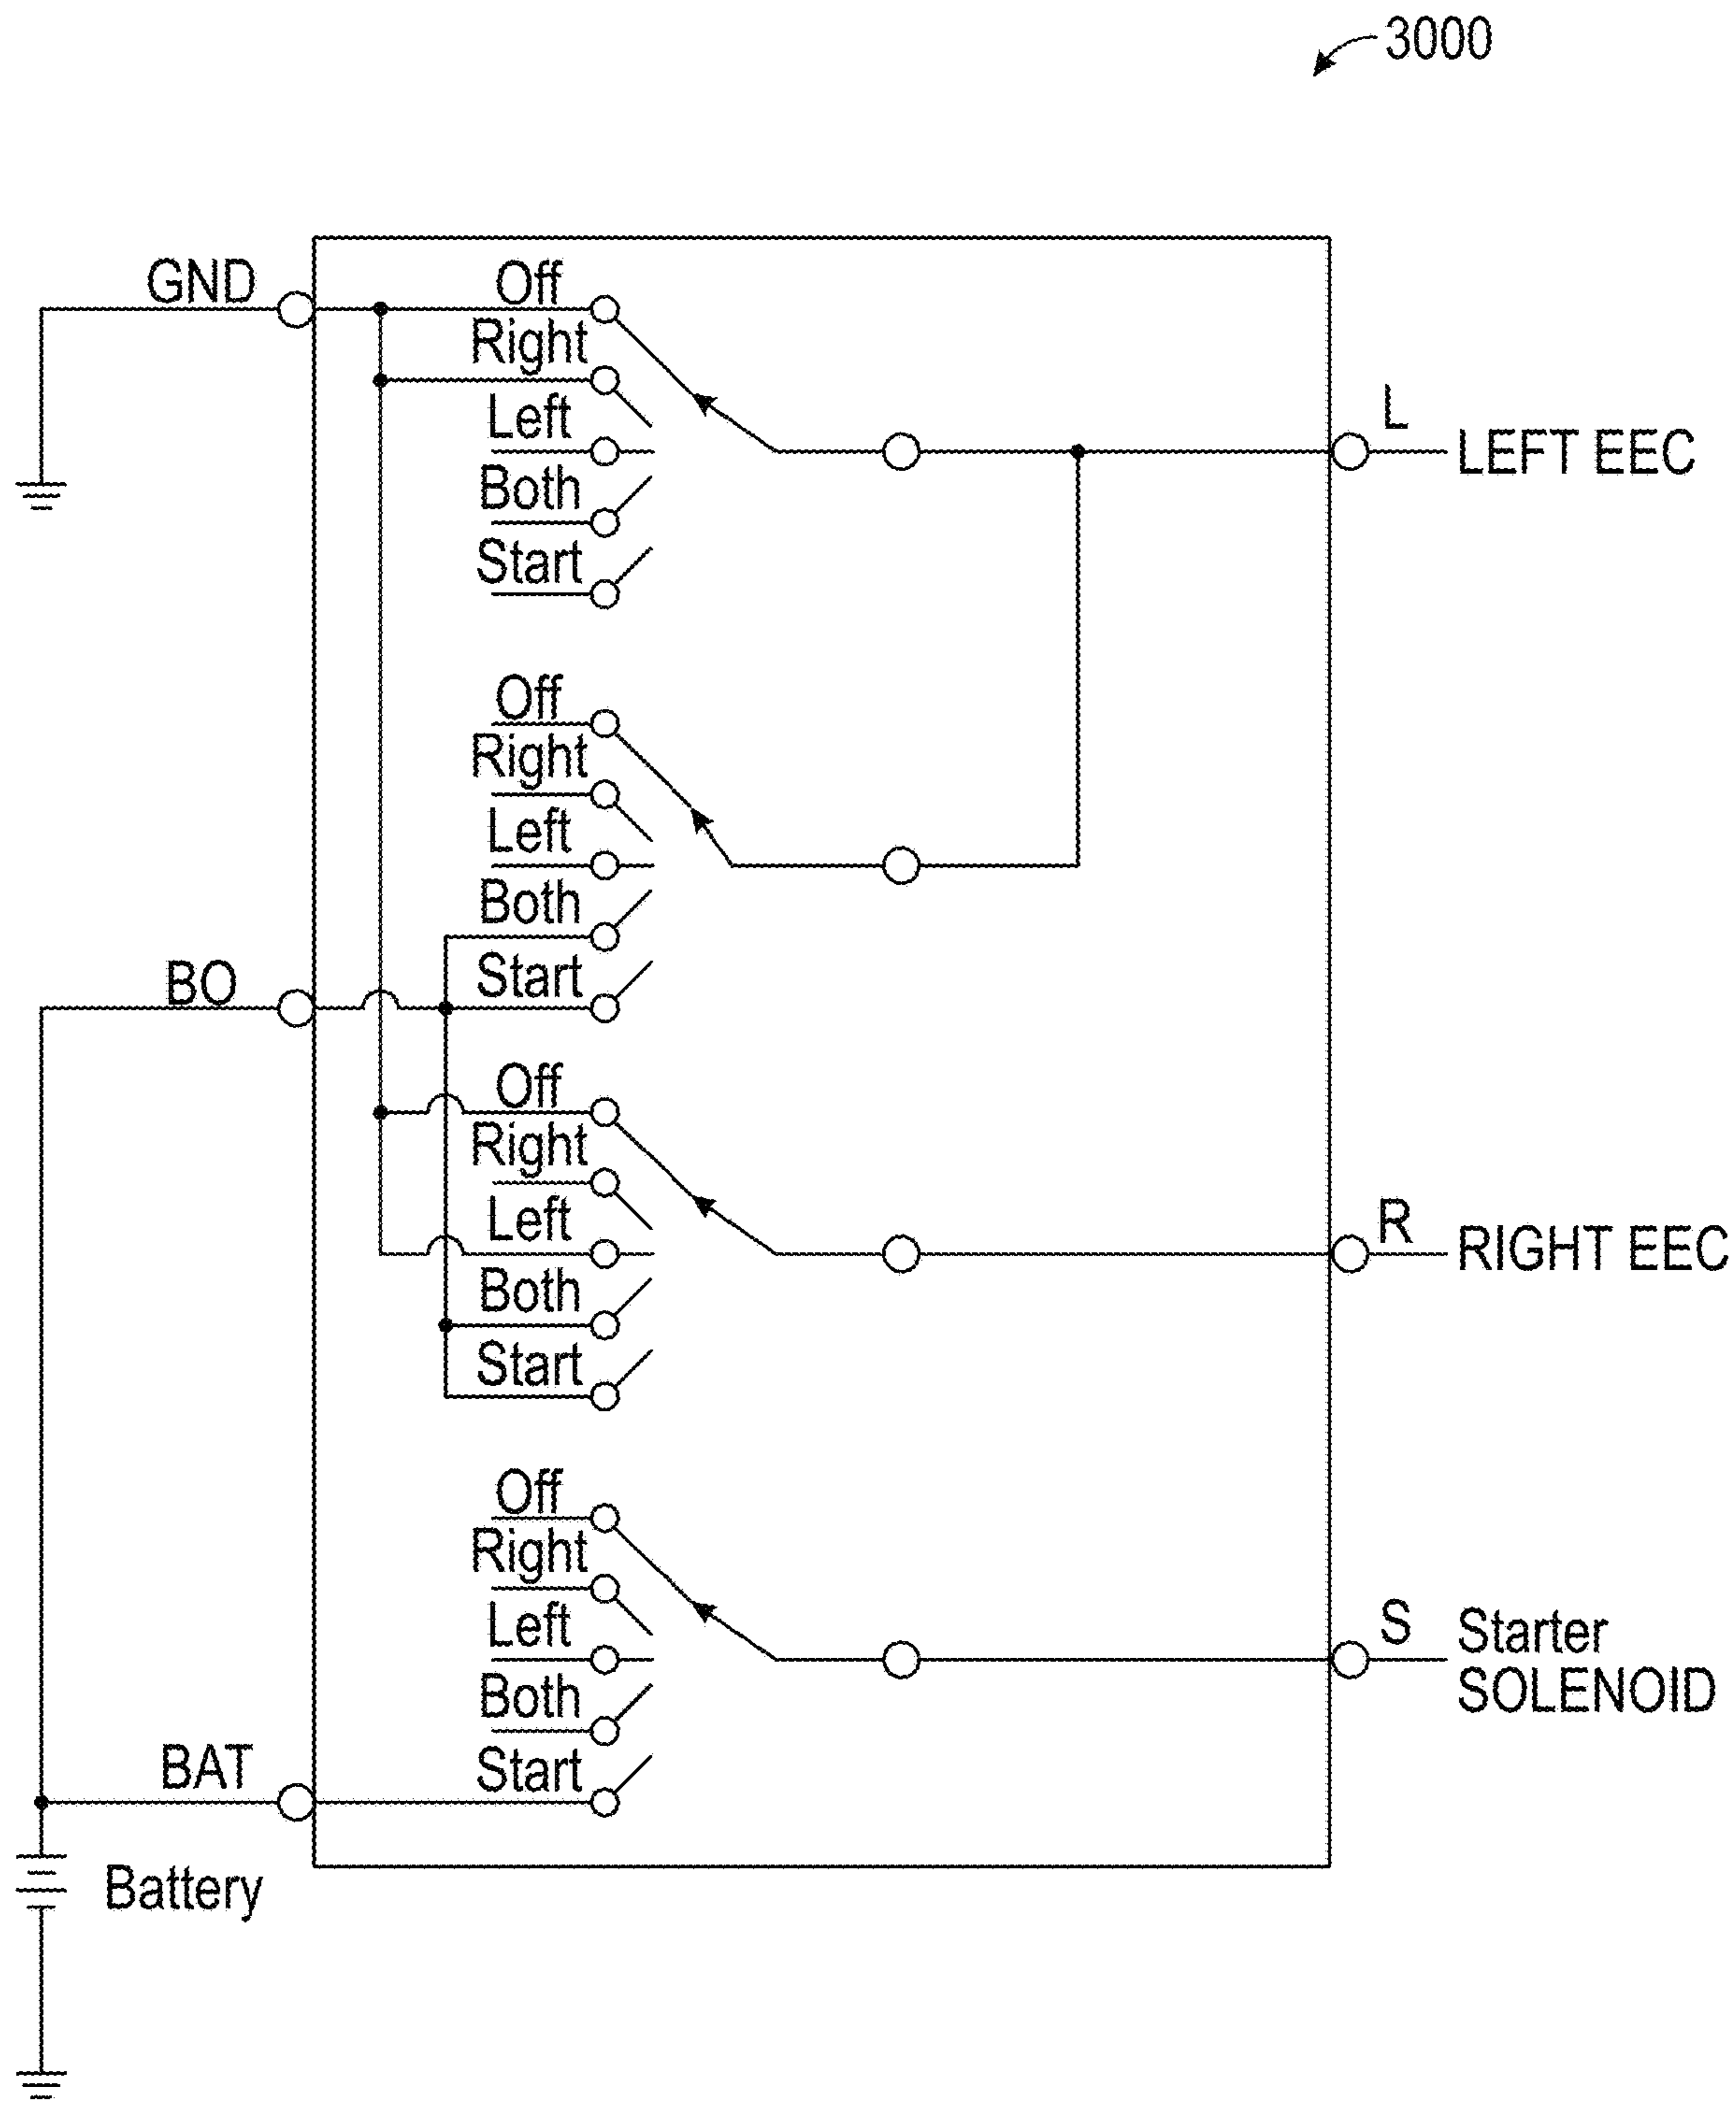 3000
GND
Off
Right
Left
Both
Start
L
LEFT EEC
Off
Right
Left
Both
Start
BO
Off
Right
Left
Both
Start
R
RIGHT EEC
Off
Right
Left
Both
Start
S
Starter
SOLENOID
BAT
Battery